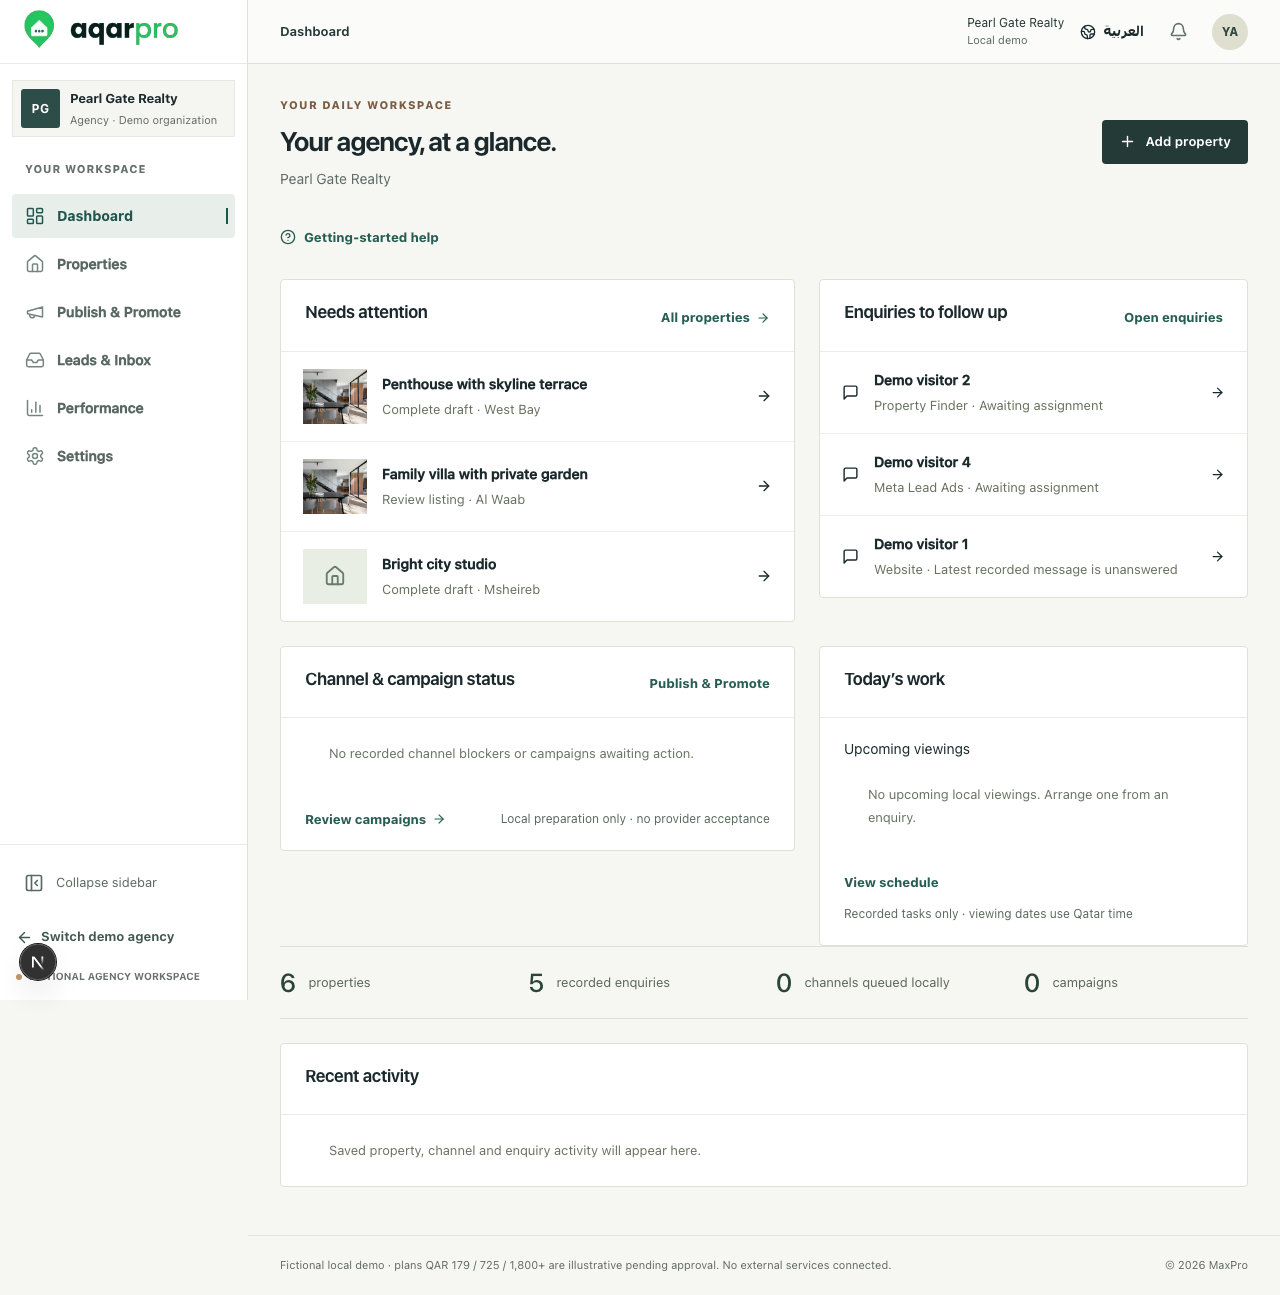 aqarpro
Dashboard
Pearl Gate Realty
Local demo
العربية
YA
PG
Pearl Gate Realty
Agency · Demo organization
YOUR WORKSPACE
Dashboard
Properties
Publish & Promote
Leads & Inbox
Performance
Settings
Collapse sidebar
Switch demo agency
N
IONAL AGENCY WORKSPACE
YOUR DAILY WORKSPACE
Your agency, at a glance.
Pearl Gate Realty
Add property
Getting-started help
Needs attention
All properties
Penthouse with skyline terrace
Complete draft · West Bay
Family villa with private garden
Review listing · Al Waab
Bright city studio
Complete draft · Msheireb
Enquiries to follow up
Open enquiries
Demo visitor 2
Property Finder · Awaiting assignment
Demo visitor 4
Meta Lead Ads · Awaiting assignment
Demo visitor 1
Website · Latest recorded message is unanswered
Channel & campaign status
Publish & Promote
No recorded channel blockers or campaigns awaiting action.
Review campaigns
Local preparation only · no provider acceptance
Today’s work
Upcoming viewings
No upcoming local viewings. Arrange one from an
enquiry.
View schedule
Recorded tasks only · viewing dates use Qatar time
6 properties
5 recorded enquiries
0 channels queued locally
0 campaigns
Recent activity
Saved property, channel and enquiry activity will appear here.
Fictional local demo · plans QAR 179 / 725 / 1,800+ are illustrative pending approval. No external services connected.
© 2026 MaxPro